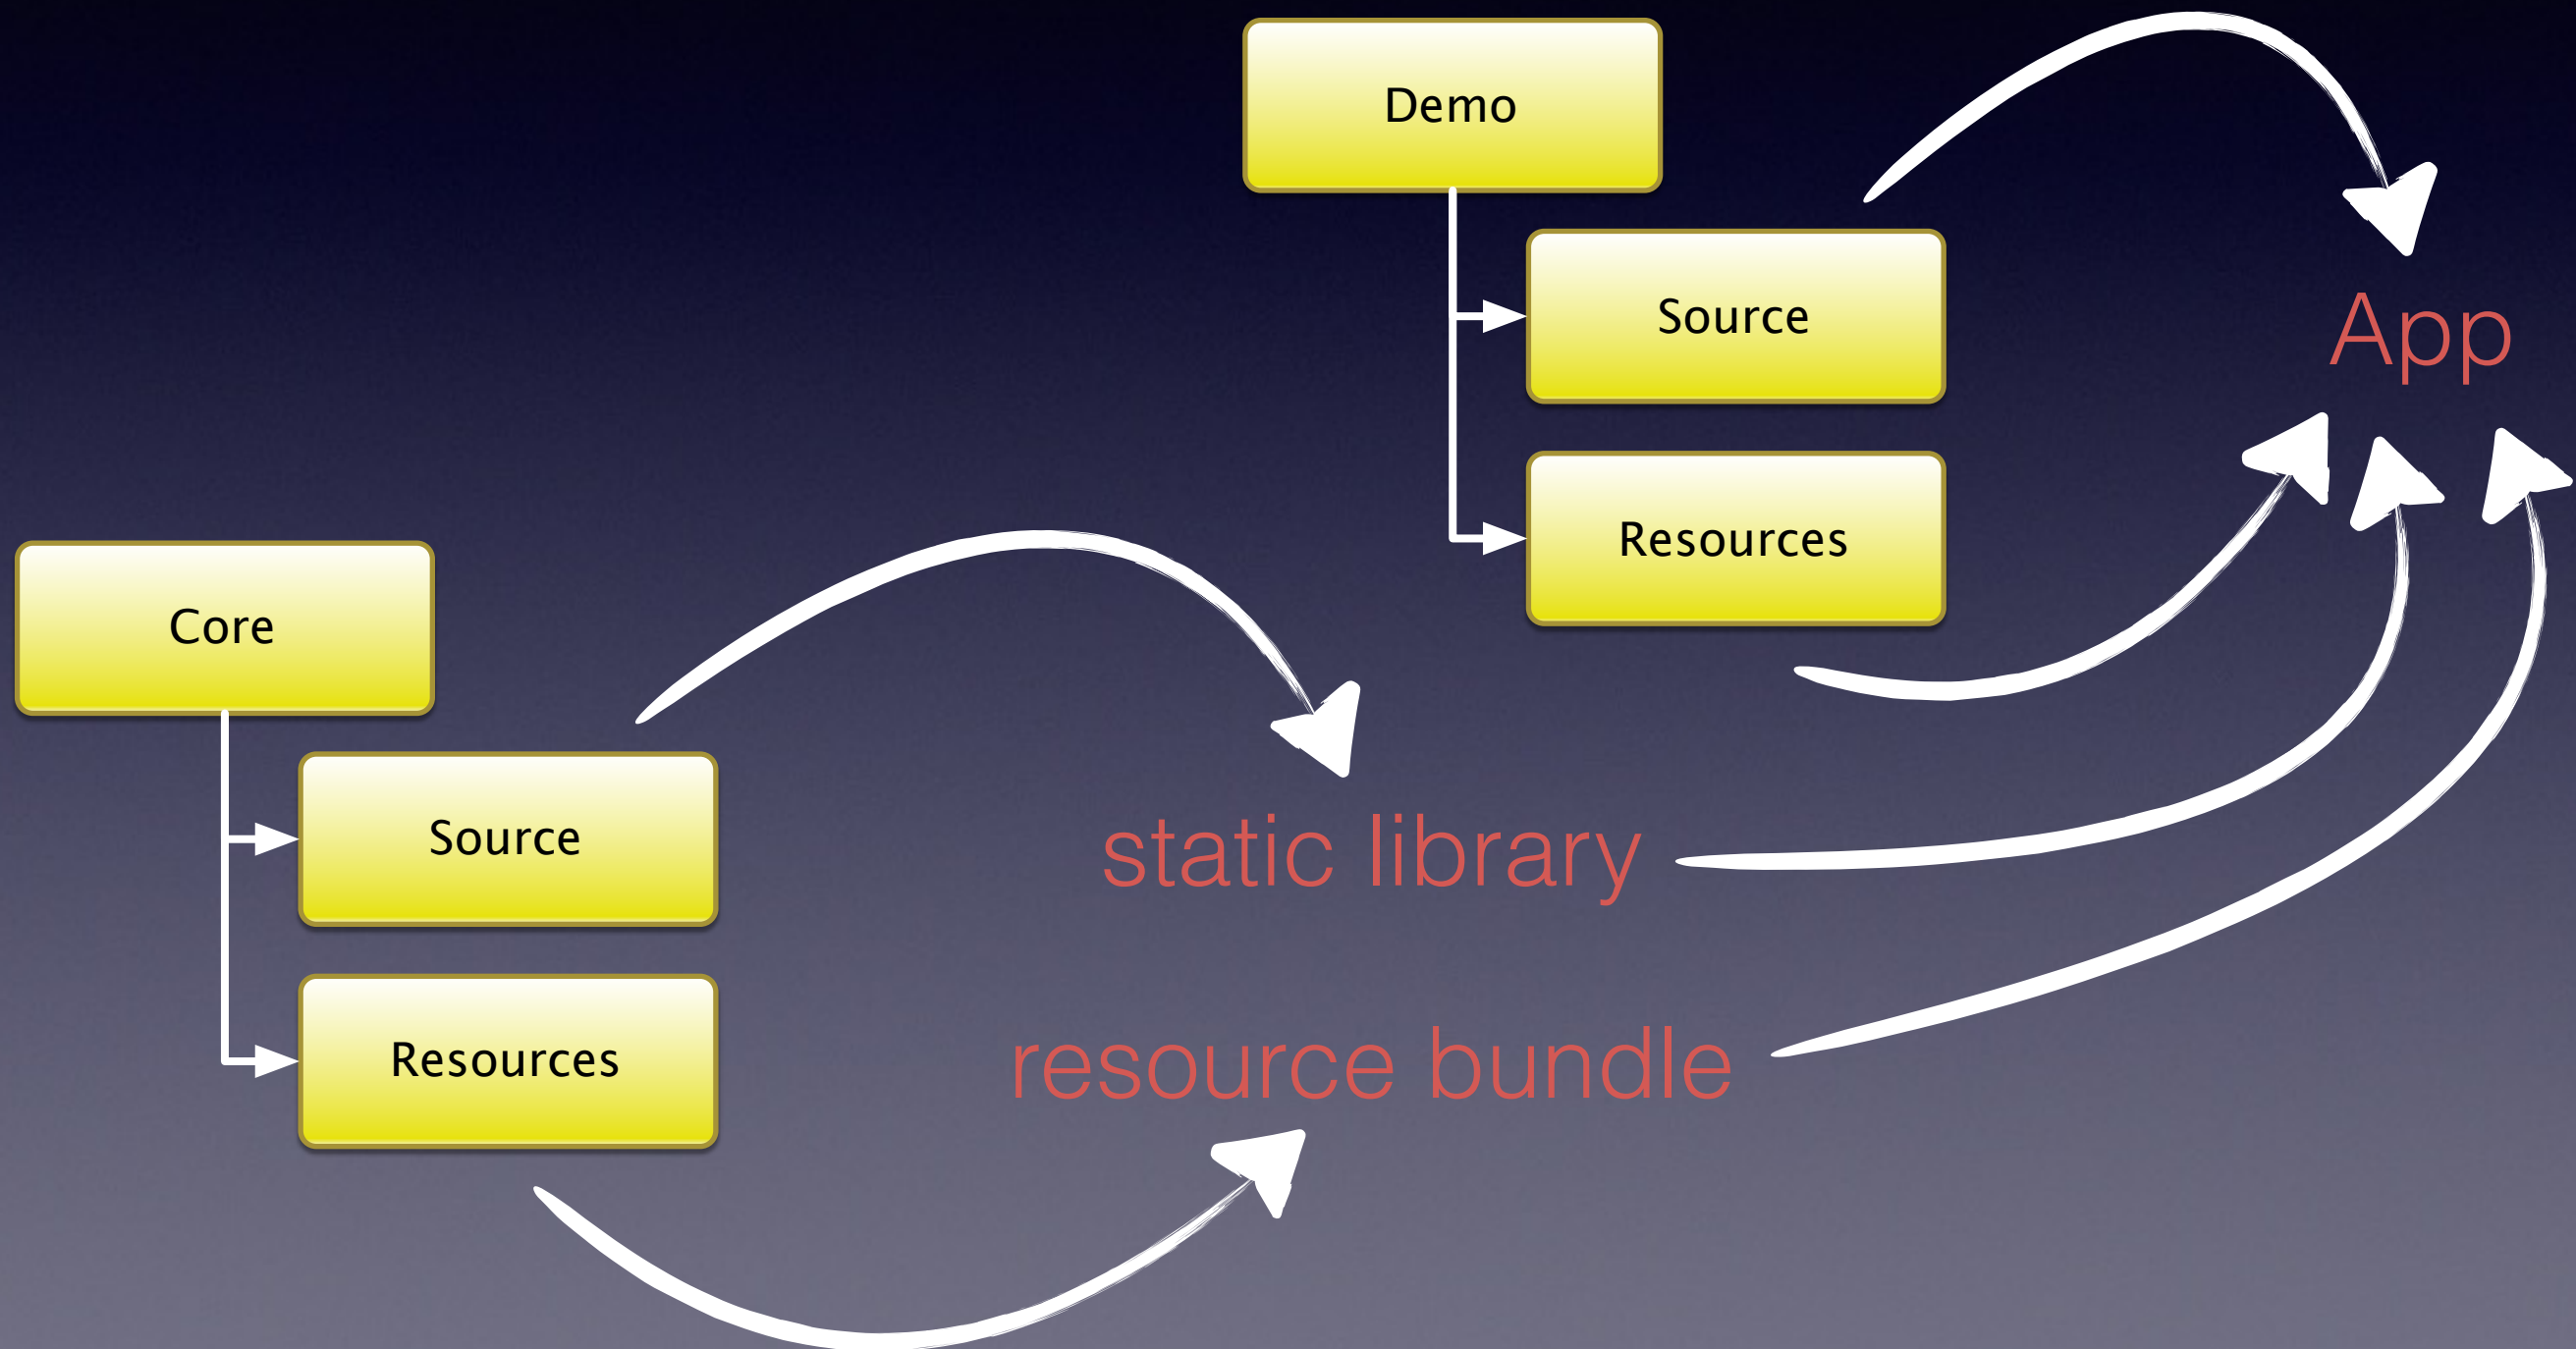 Demo
Source
Resources
App
Core
Source
Resources
static library
resource bundle